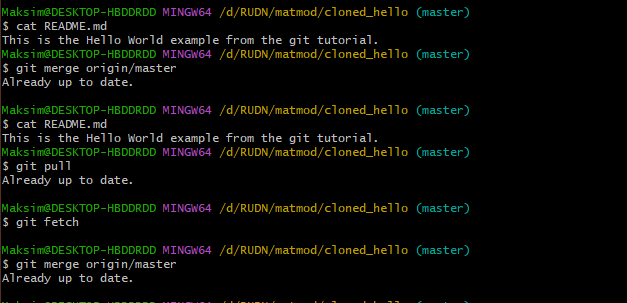 Maksim@DESKTOP-HBDDRDD MINGW64 /d/RUDN/matmod/cloned_hello (master)
$ cat README.md
This is the Hello World example from the git tutorial.
Maksim@DESKTOP-HBDDRDD MINGW64 /d/RUDN/matmod/cloned_hello (master)
$ git merge origin/master
Already up to date.
Maksim@DESKTOP-HBDDRDD MINGW64 /d/RUDN/matmod/cloned_hello (master)
$ cat README.md
This is the Hello World example from the git tutorial.
Maksim@DESKTOP-HBDDRDD MINGW64 /d/RUDN/matmod/cloned_hello (master)
$ git pull
Already up to date.
Maksim@DESKTOP-HBDDRDD MINGW64 /d/RUDN/matmod/cloned_hello (master)
$ git fetch
Maksim@DESKTOP-HBDDRDD MINGW64 /d/RUDN/matmod/cloned_hello (master)
$ git merge origin/master
Already up to date.